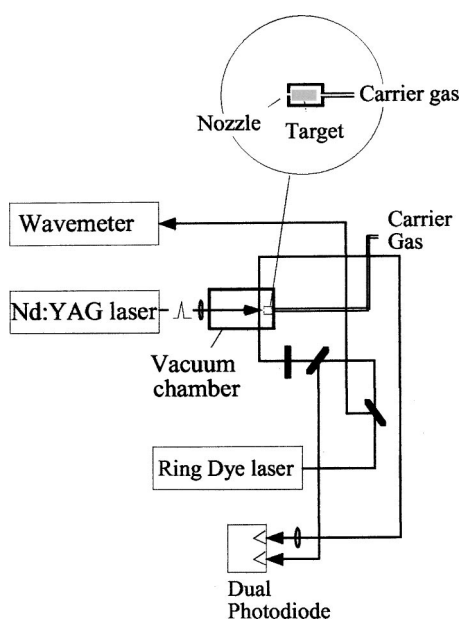 Carrier gas
Nozzle
Target
Wavemeter
Carrier
Gas
Nd:YAG laser
Vacuum
chamber
Ring Dye laser
Dual
Photodiode